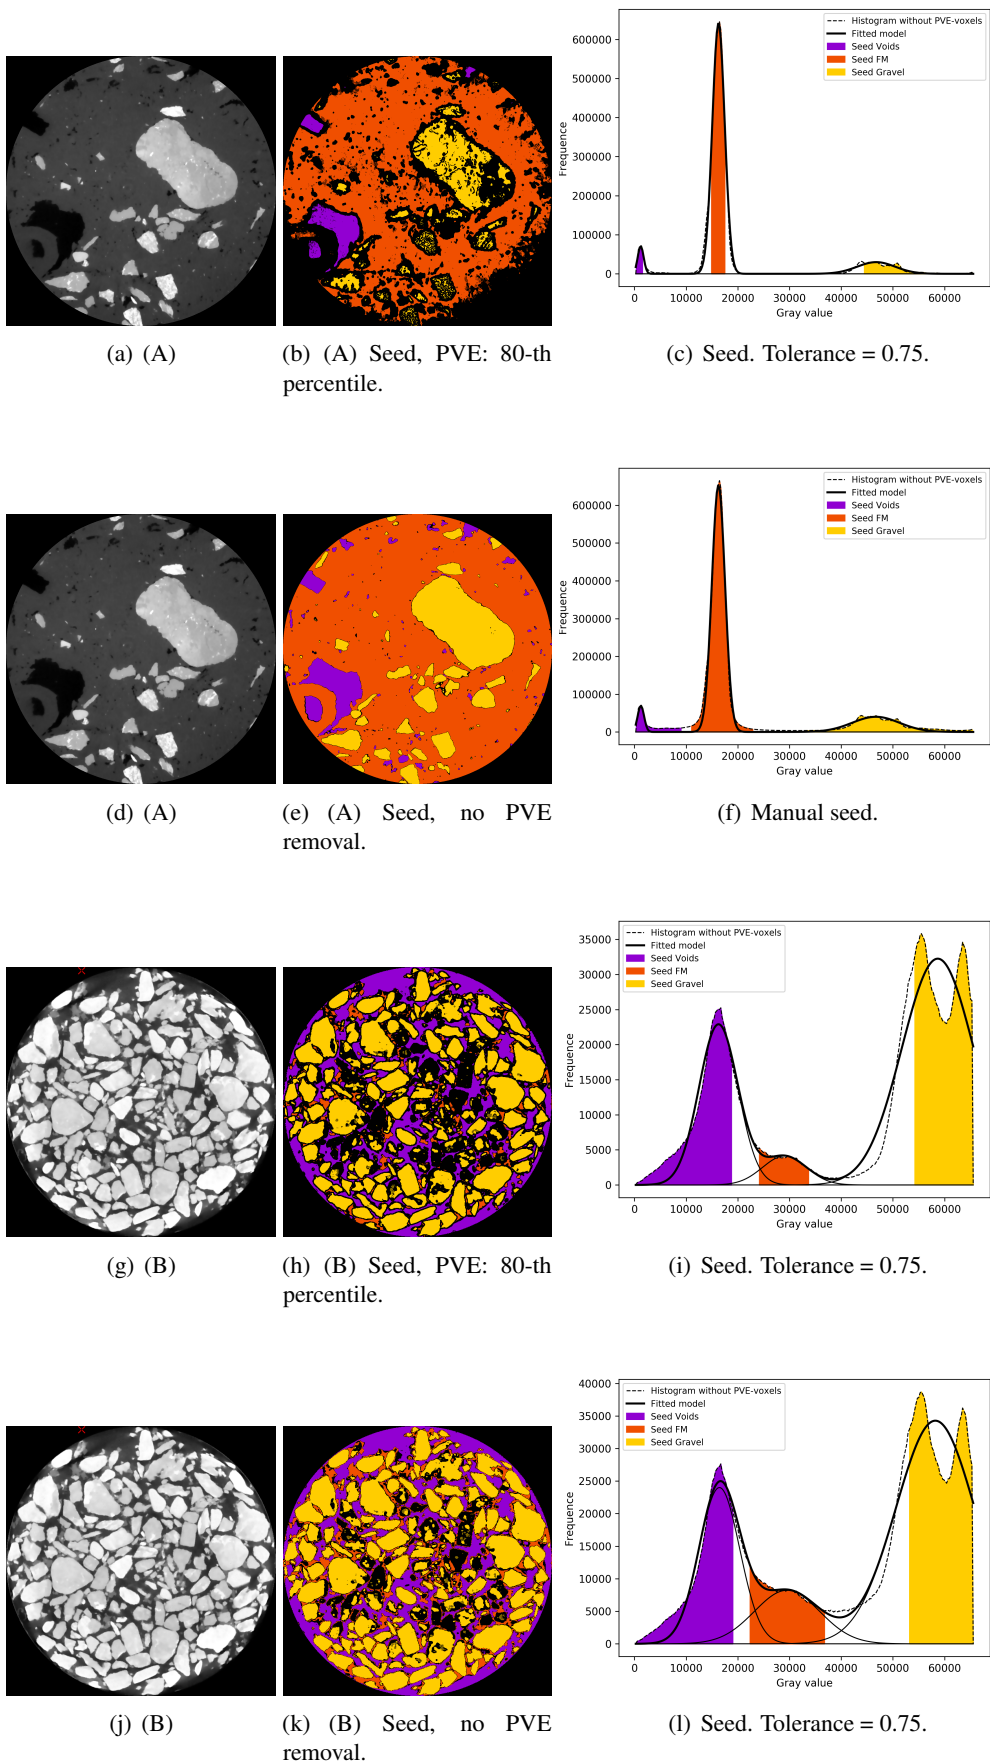 600000
500000
400000
300000
200000
100000
0
Frequence
Histogram without PVE-voxels
Fitted model
Seed Voids
Seed FM
Seed Gravel
0 10000 20000 30000 40000 50000 60000
Gray value
(a) (A)
(b) (A) Seed, PVE: 80-th
percentile.
(c) Seed. Tolerance = 0.75.
600000
500000
400000
300000
200000
100000
0
Frequence
Histogram without PVE-voxels
Fitted model
Seed Voids
Seed FM
Seed Gravel
0 10000 20000 30000 40000 50000 60000
Gray value
(d) (A)
(e) (A) Seed, no PVE
removal.
(f) Manual seed.
35000
30000
25000
20000
15000
10000
5000
0
Frequence
Histogram without PVE-voxels
Fitted model
Seed Voids
Seed FM
Seed Gravel
0 10000 20000 30000 40000 50000 60000
Gray value
(g) (B)
(h) (B) Seed, PVE: 80-th
percentile.
(i) Seed. Tolerance = 0.75.
40000
35000
30000
25000
20000
15000
10000
5000
0
Frequence
Histogram without PVE-voxels
Fitted model
Seed Voids
Seed FM
Seed Gravel
0 10000 20000 30000 40000 50000 60000
Gray value
(j) (B)
(k) (B) Seed, no PVE
removal.
(l) Seed. Tolerance = 0.75.